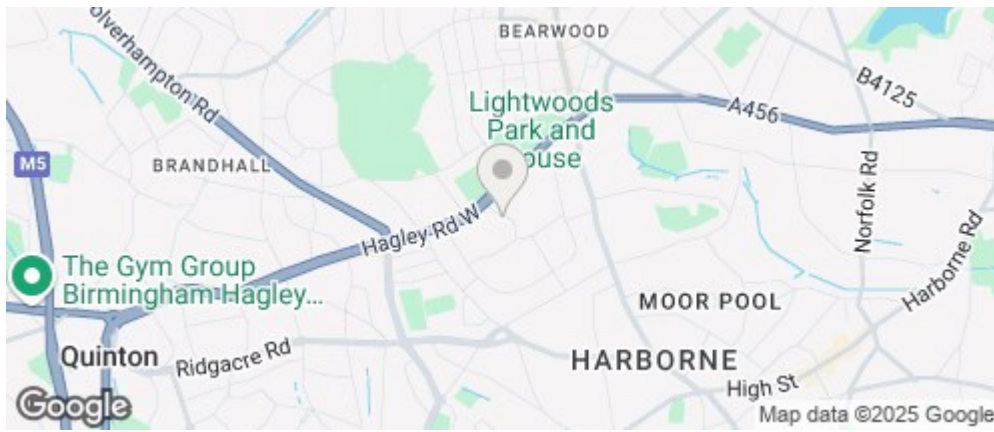 BEARWOOD
Wolverhampton Rd
B4125
Lightwoods
Park and
House
A456
M5
BRANDHALL
Norfolk Rd
Hagley Rd W
Harborne Rd
The Gym Group
Birmingham Hagley...
MOOR POOL
Quinton
Ridgacre Rd
HARBORNE
High St
Google
Map data ©2025 Google